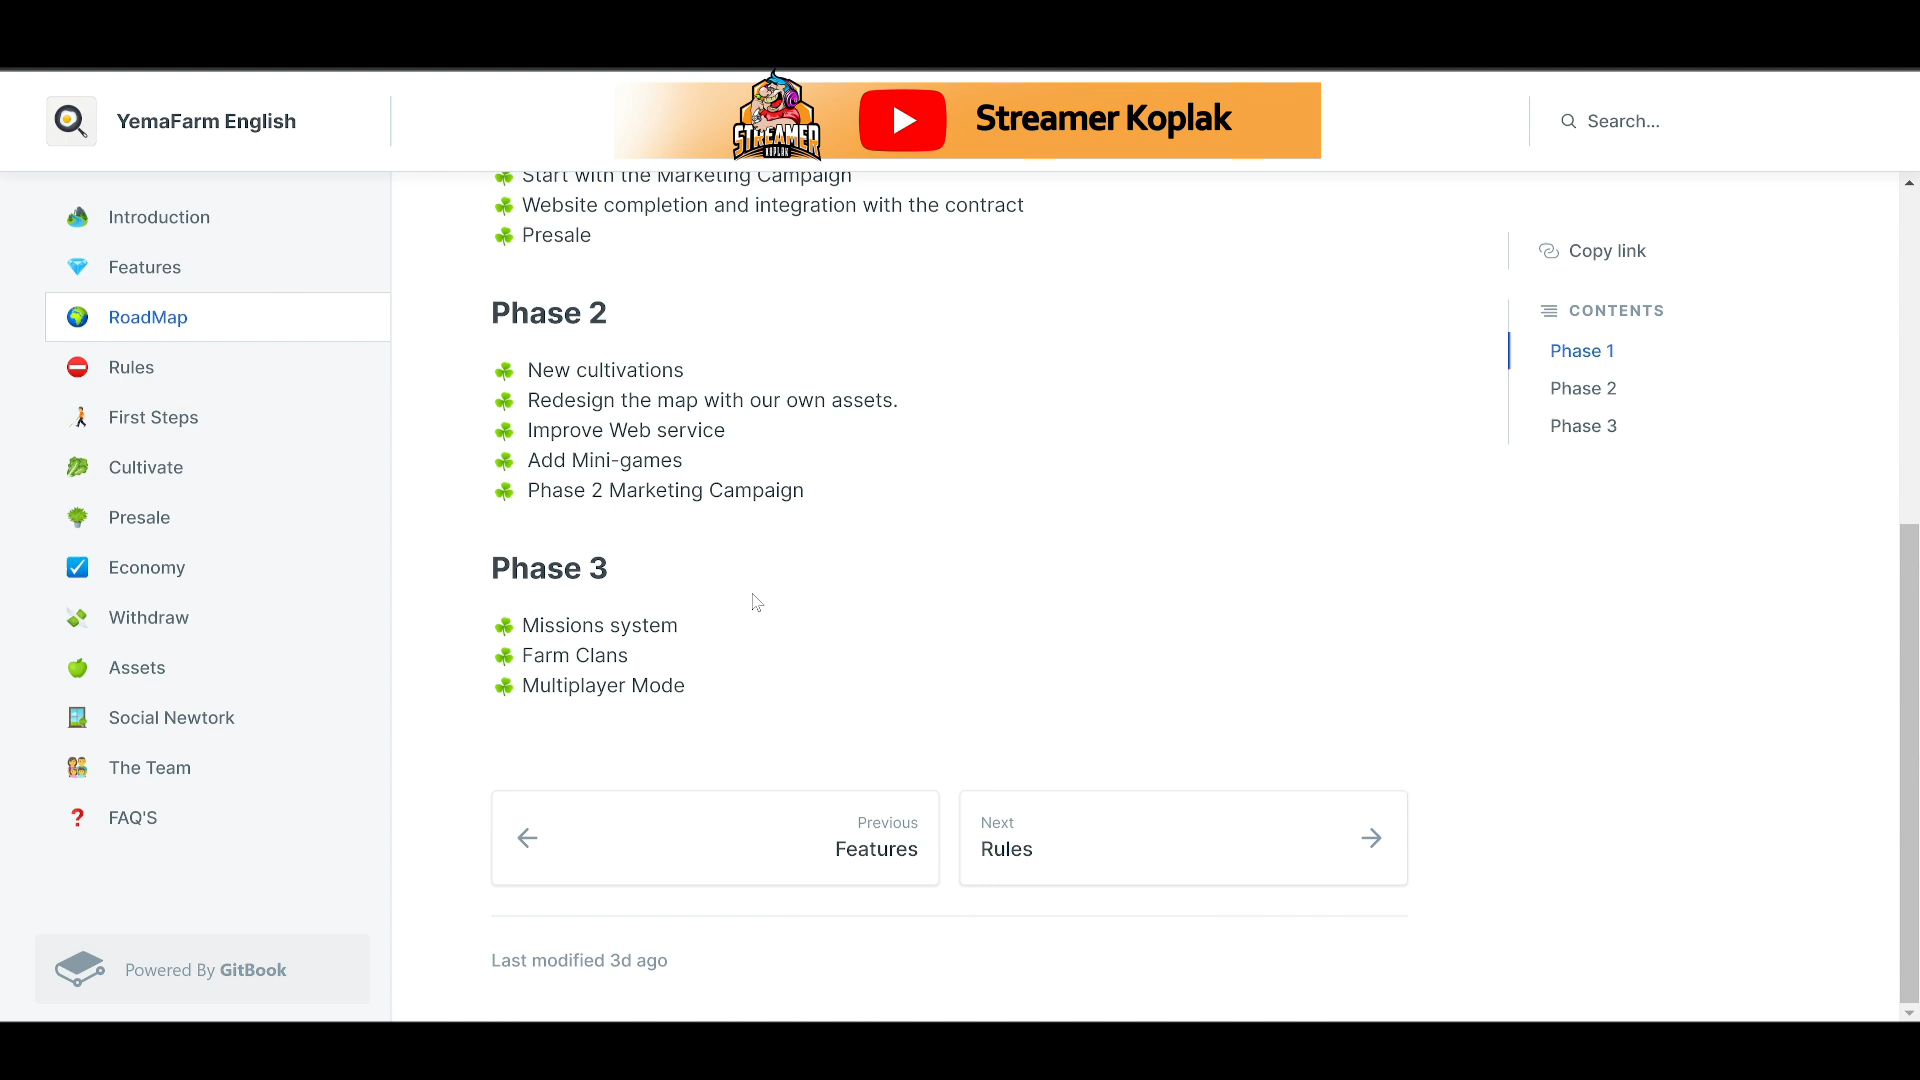 YemaFarm English
STREAMER
KOPLAK
Streamer Koplak
Search...
Introduction
Features
RoadMap
Rules
First Steps
Cultivate
Presale
Economy
Withdraw
Assets
Social Newtork
The Team
FAQ'S
Powered By GitBook
Start with the Marketing Campaign
Website completion and integration with the contract
Presale
Phase 2
New cultivations
Redesign the map with our own assets.
Improve Web service
Add Mini-games
Phase 2 Marketing Campaign
Phase 3
Missions system
Farm Clans
Multiplayer Mode
Previous
Features
Next
Rules
Last modified 3d ago
Copy link
CONTENTS
Phase 1
Phase 2
Phase 3